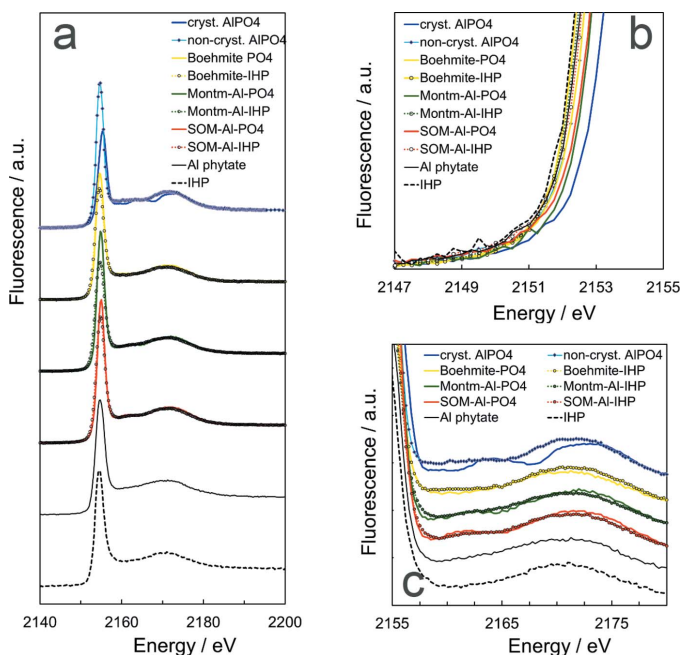 a
cryst. AlPO4
non-cryst. AlPO4
Boehmite PO4
Boehmite-IHP
Montm-Al-PO4
Montm-Al-IHP
SOM-Al-PO4
SOM-Al-IHP
Al phytate
IHP
Fluorescence / a.u.
2140 2160 2180 2200
Energy / eV
b
cryst. AlPO4
non-cryst. AlPO4
Boehmite PO4
Boehmite-IHP
Montm-Al-PO4
Montm-Al-IHP
SOM-Al-PO4
SOM-Al-IHP
Al phytate
IHP
Fluorescence / a.u.
2147 2149 2151 2153 2155
Energy / eV
cryst. AlPO4 non-cryst. AlPO4
Boehmite-PO4 Boehmite-IHP
Montm-Al-PO4 Montm-Al-IHP
SOM-Al-PO4 SOM-Al-IHP
Al phytate IHP
Fluorescence / a.u.
c
2155 2165 2175
Energy / eV